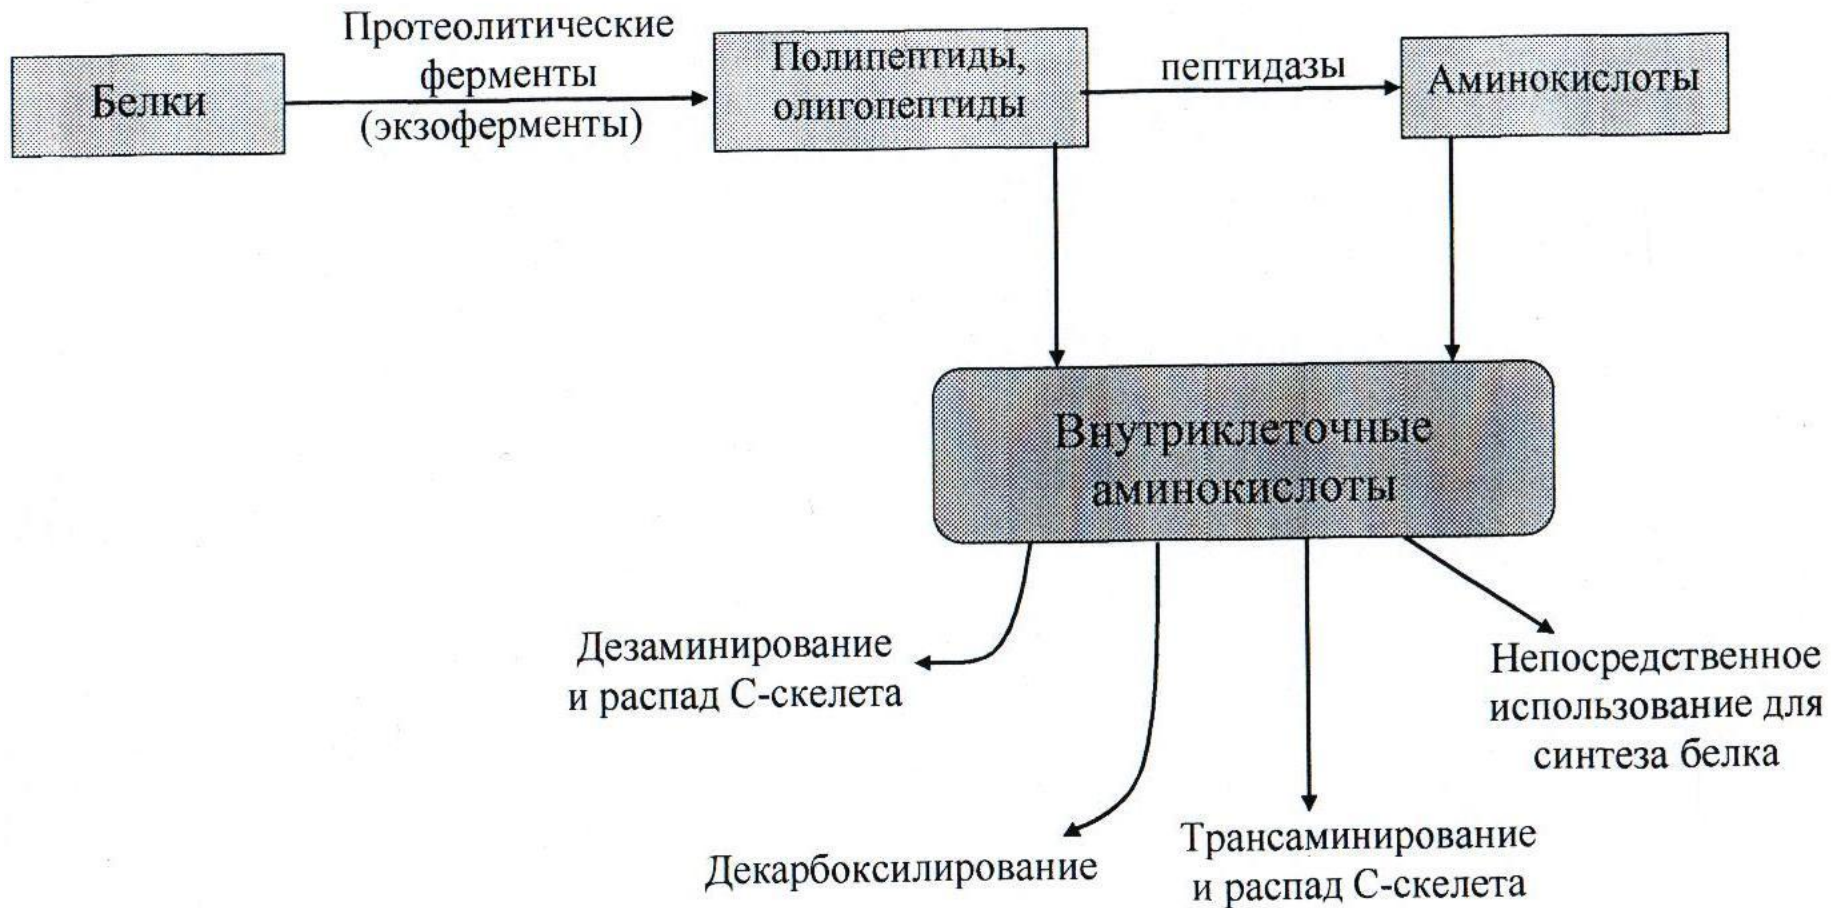 Белки
Протеолитические
ферменты
(экзоферменты)
Полипептиды,
олигопептиды
пептидазы
Аминокислоты
Внутриклеточные
аминокислоты
Дезаминирование
и распад С-скелета
Декарбоксилирование
Трансаминирование
и распад С-скелета
Непосредственное
использование для
синтеза белка